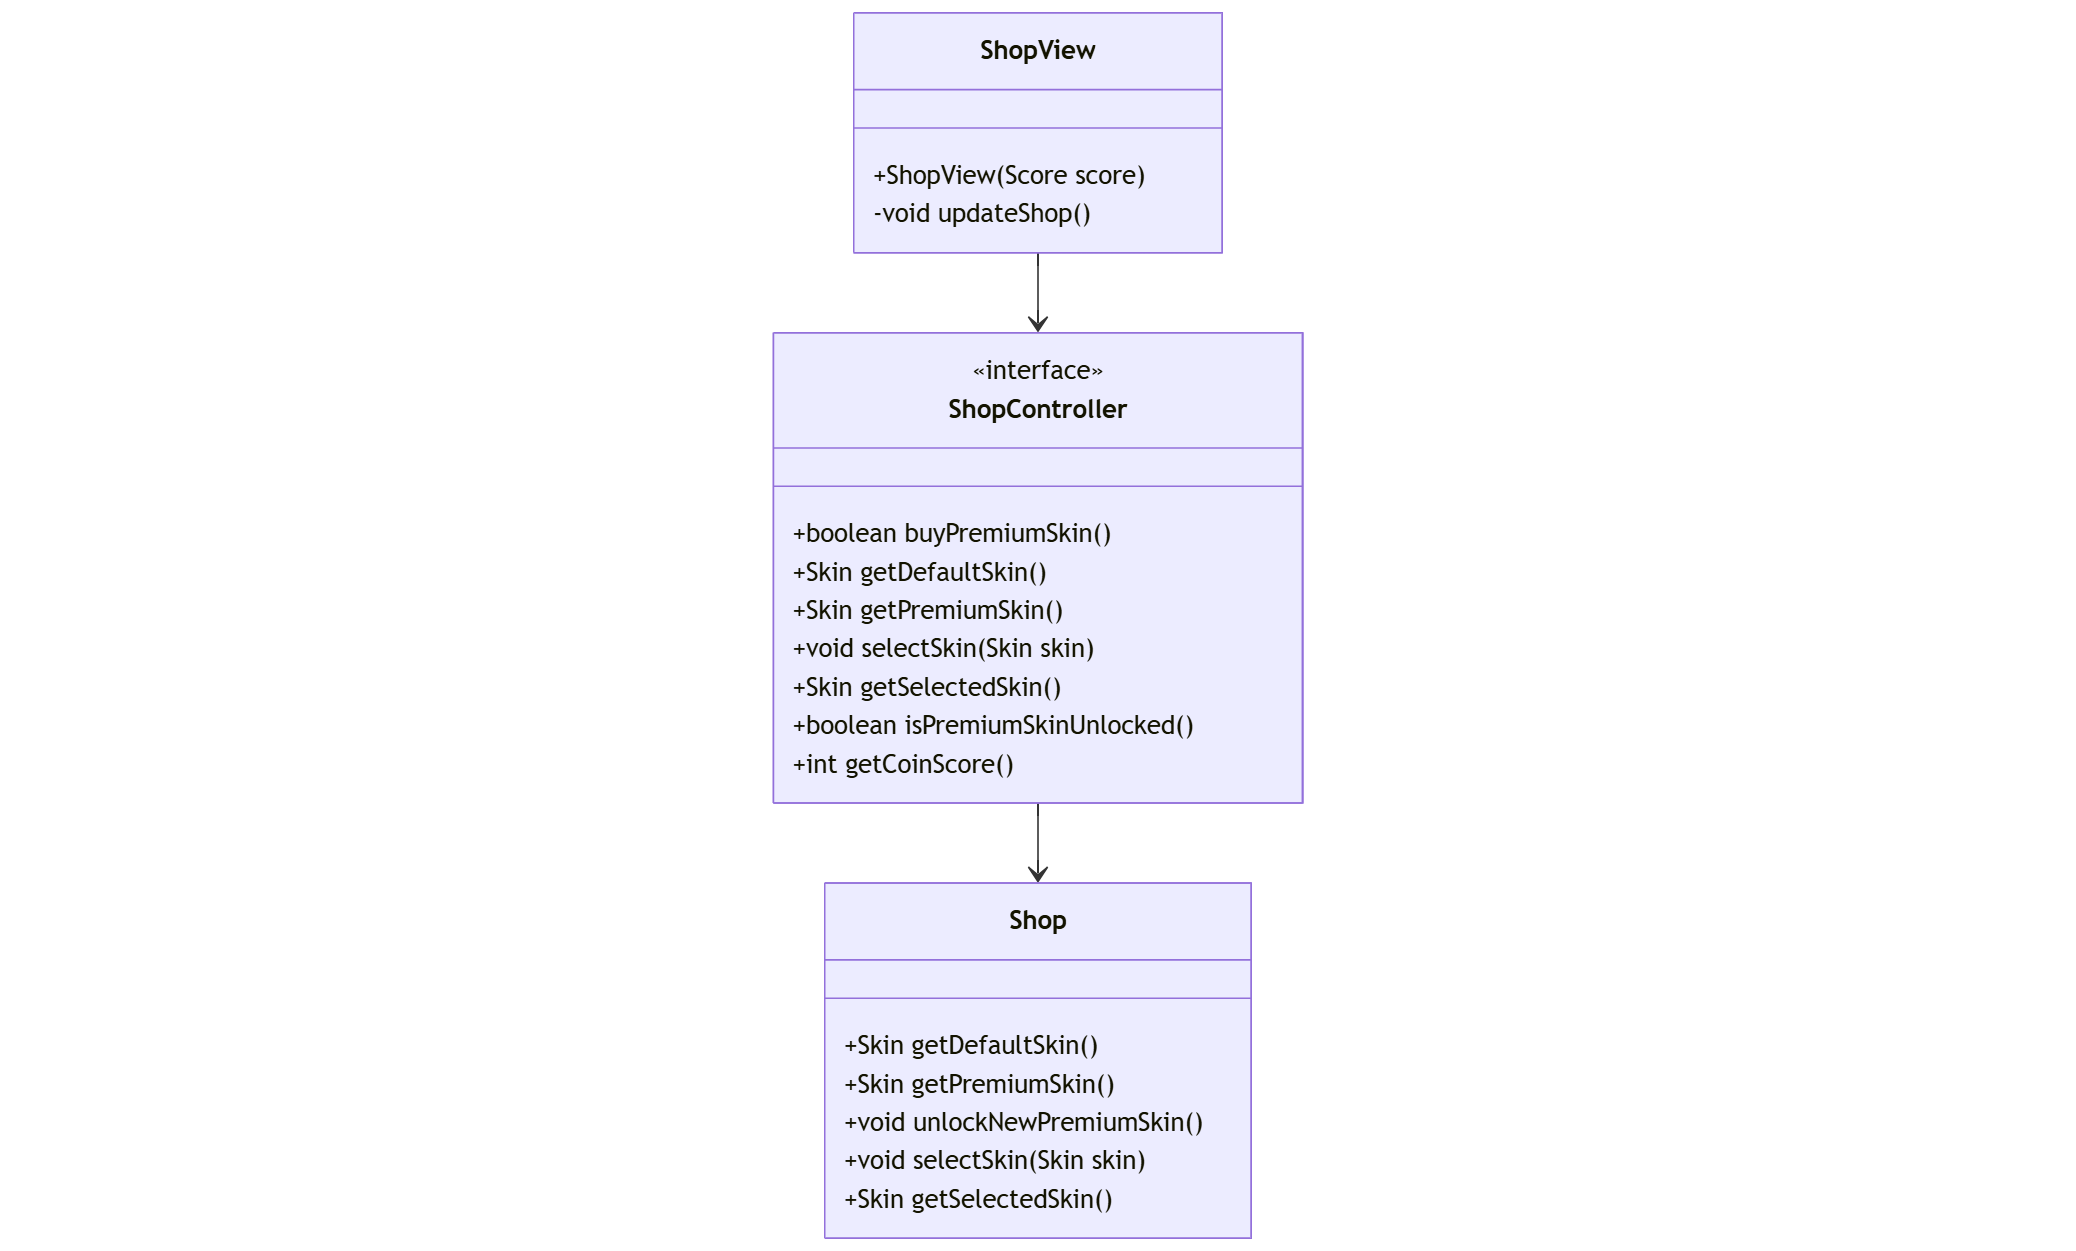 ShopView
+ShopView(Score score)
-void updateShop()
«interface»
ShopController
+boolean buyPremiumSkin()
+Skin getDefaultSkin()
+Skin getPremiumSkin()
+void selectSkin(Skin skin)
+Skin getSelectedSkin()
+boolean isPremiumSkinUnlocked()
+int getCoinScore()
Shop
+Skin getDefaultSkin()
+Skin getPremiumSkin()
+void unlockNewPremiumSkin()
+void selectSkin(Skin skin)
+Skin getSelectedSkin()